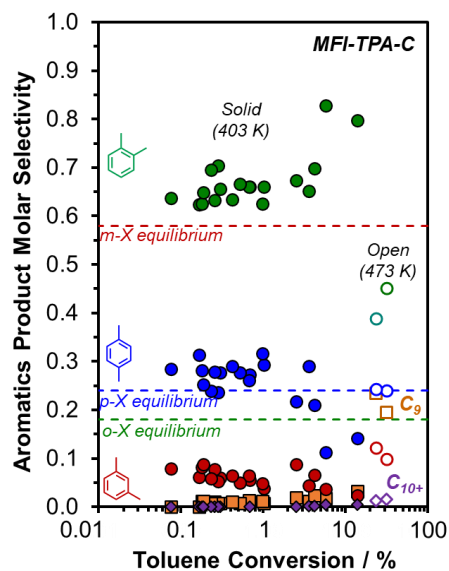 MFI-TPA-C
Aromatics Product Molar Selectivity
1.0
0.9
0.8
0.7
0.6
0.5
0.4
0.3
0.2
0.1
0.0
Solid
(403 K)
m-X equilibrium
Open
(473 K)
p-X equilibrium
C9
o-X equilibrium
C10+
0.01
0.1
1
10
100
Toluene Conversion / %